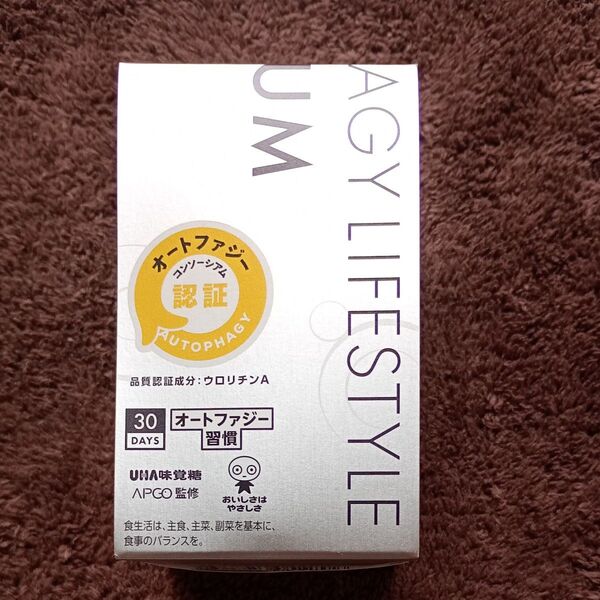 UM
AGY LIFESTYLE
オートファジー
コンソーシアム
認証
AUTOPHAGY
品質認証成分：ウロリチンA
30
DAYS
オートファジー
習慣
UHA味覚糖
APGO 監修
おいしさは
やさしさ
食生活は、主食、主菜、副菜を基本に、
食事のバランスを。